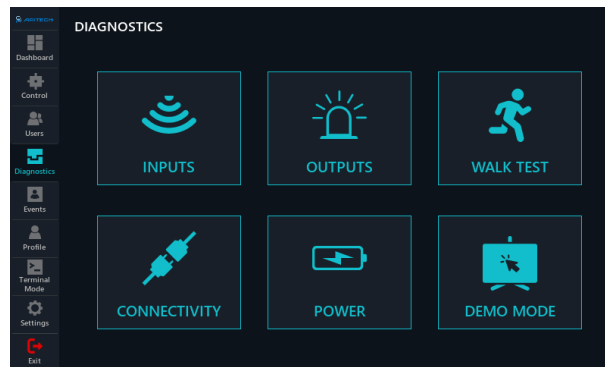 ARITECH
DIAGNOSTICS
Dashboard
Control
Users
Diagnostics
Events
Profile
Terminal
Mode
Settings
Exit
INPUTS
OUTPUTS
WALK TEST
CONNECTIVITY
POWER
DEMO MODE